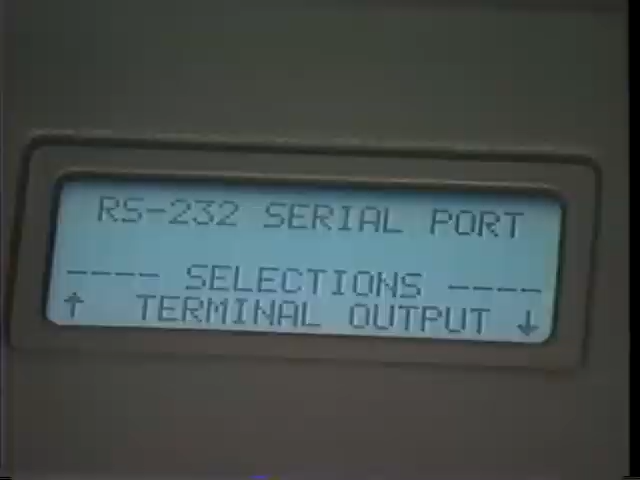 RS-232 SERIAL PORT
---- SELECTIONS ----
↑ TERMINAL OUTPUT ↓